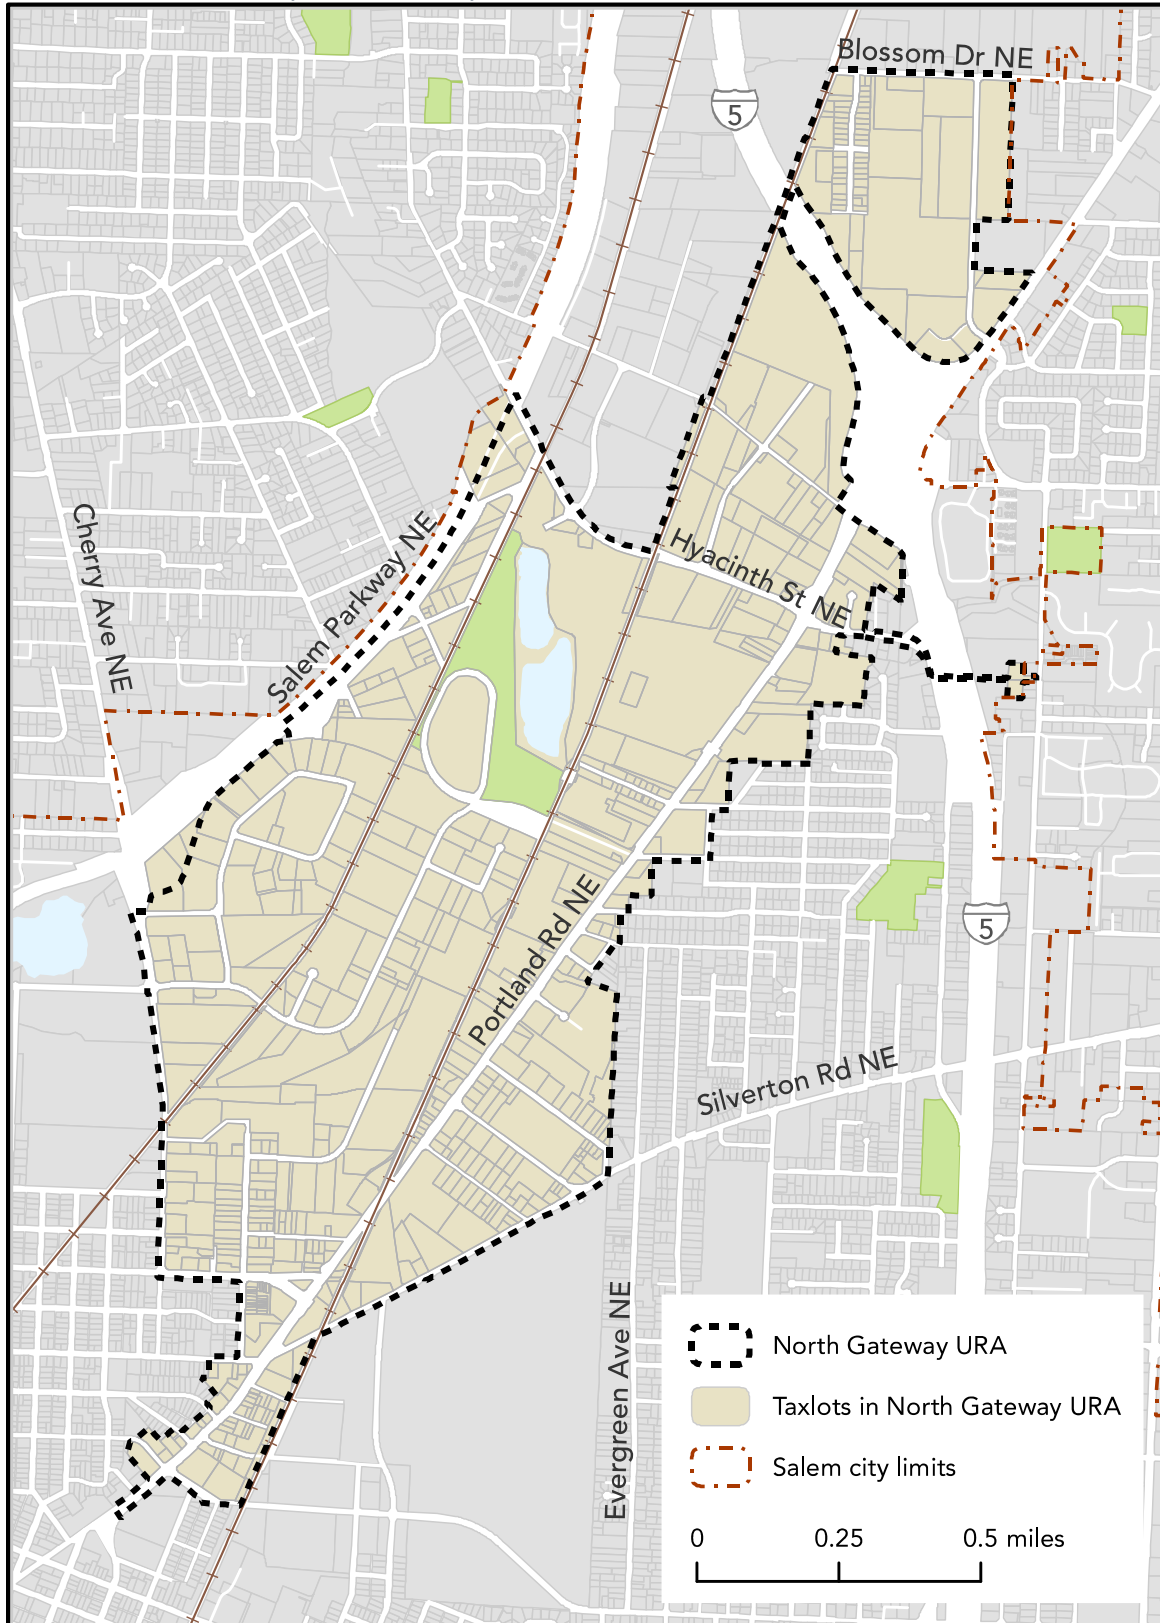 Blossom Dr NE
5
Hyacinth St NE
Cherry Ave NE
Salem Parkway NE
Portland Rd NE
5
Silverton Rd NE
Evergreen Ave NE
North Gateway URA
Taxlots in North Gateway URA
Salem city limits
0 0.25 0.5 miles